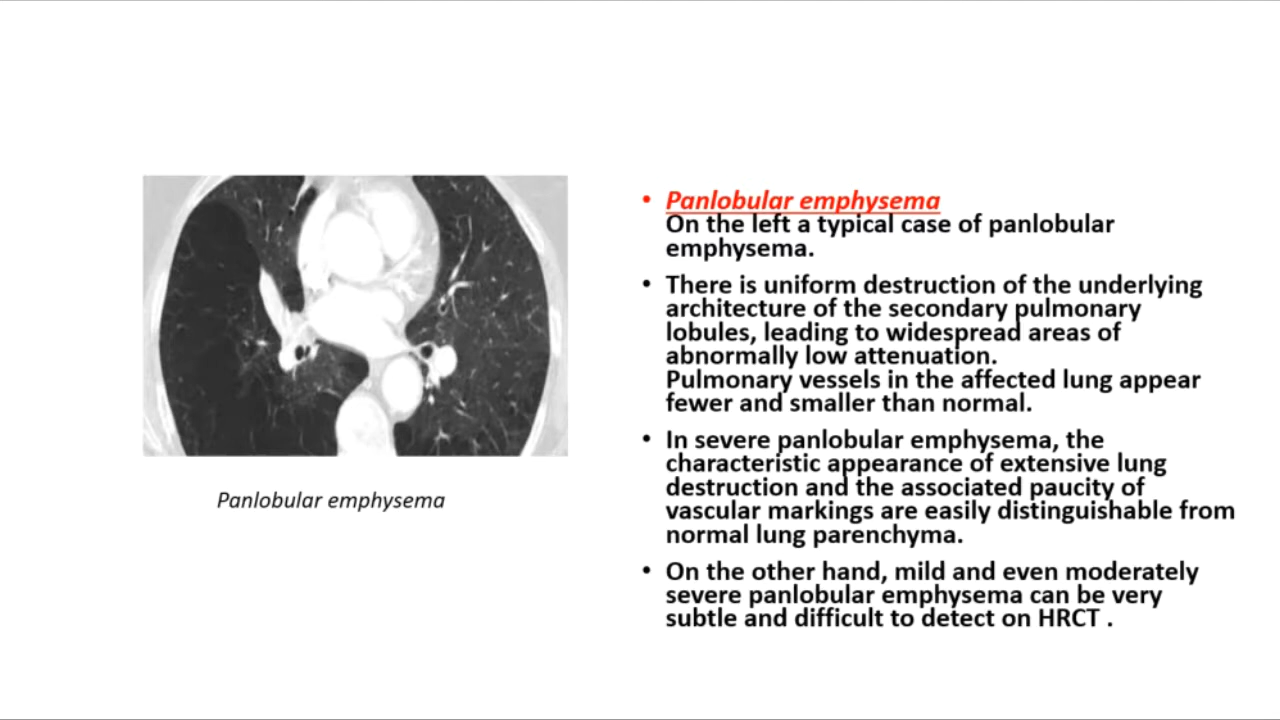 Panlobular emphysema
• Panlobular emphysema
On the left a typical case of panlobular
emphysema.
• There is uniform destruction of the underlying
architecture of the secondary pulmonary
lobules, leading to widespread areas of
abnormally low attenuation.
Pulmonary vessels in the affected lung appear
fewer and smaller than normal.
• In severe panlobular emphysema, the
characteristic appearance of extensive lung
destruction and the associated paucity of
vascular markings are easily distinguishable from
normal lung parenchyma.
• On the other hand, mild and even moderately
severe panlobular emphysema can be very
subtle and difficult to detect on HRCT .